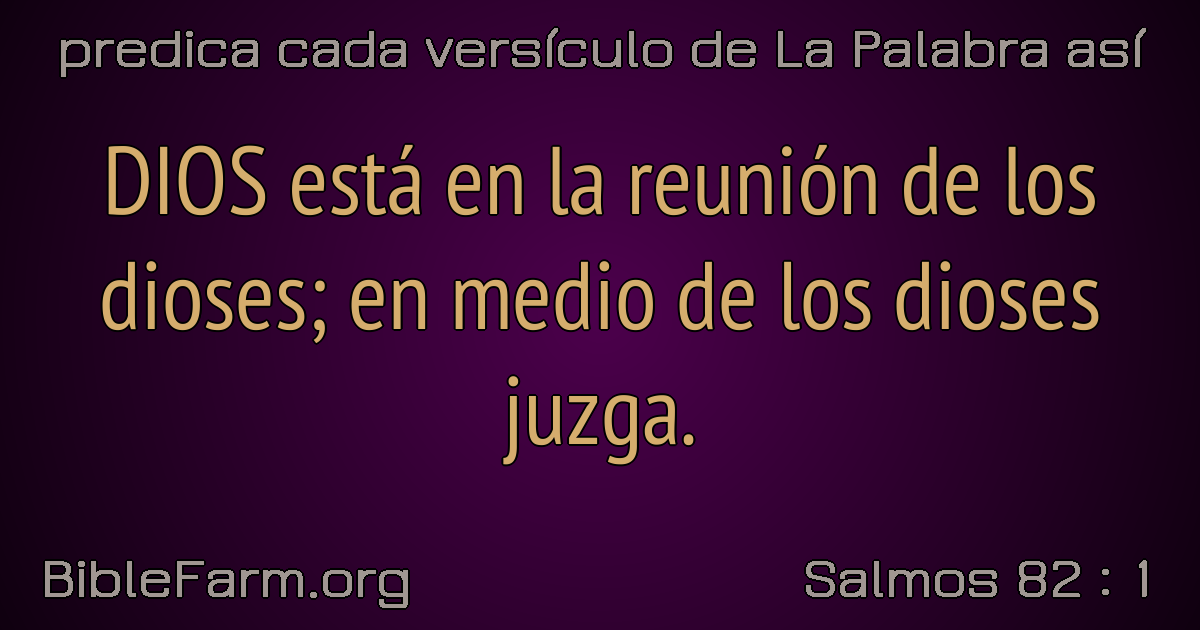 predica cada versículo de La Palabra así
DIOS está en la reunión de los
dioses; en medio de los dioses
juzga.
BibleFarm.org
Salmos 82 : 1